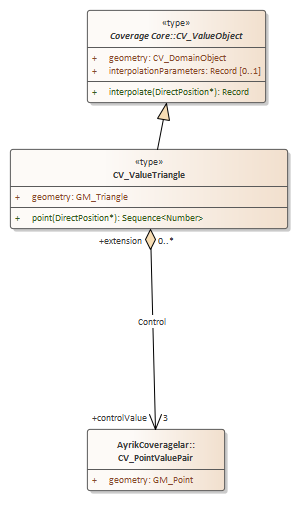 «type»
Coverage Core::CV_ValueObject
+ geometry: CV_DomainObject
+ interpolationParameters: Record [0..1]
+ interpolate(DirectPosition*): Record
«type»
CV_ValueTriangle
+ geometry: GM_Triangle
+ point(DirectPosition*): Sequence<Number>
+extension 0..*
Control
+controlValue 3
AyrikCoveragelar::
CV_PointValuePair
+ geometry: GM_Point